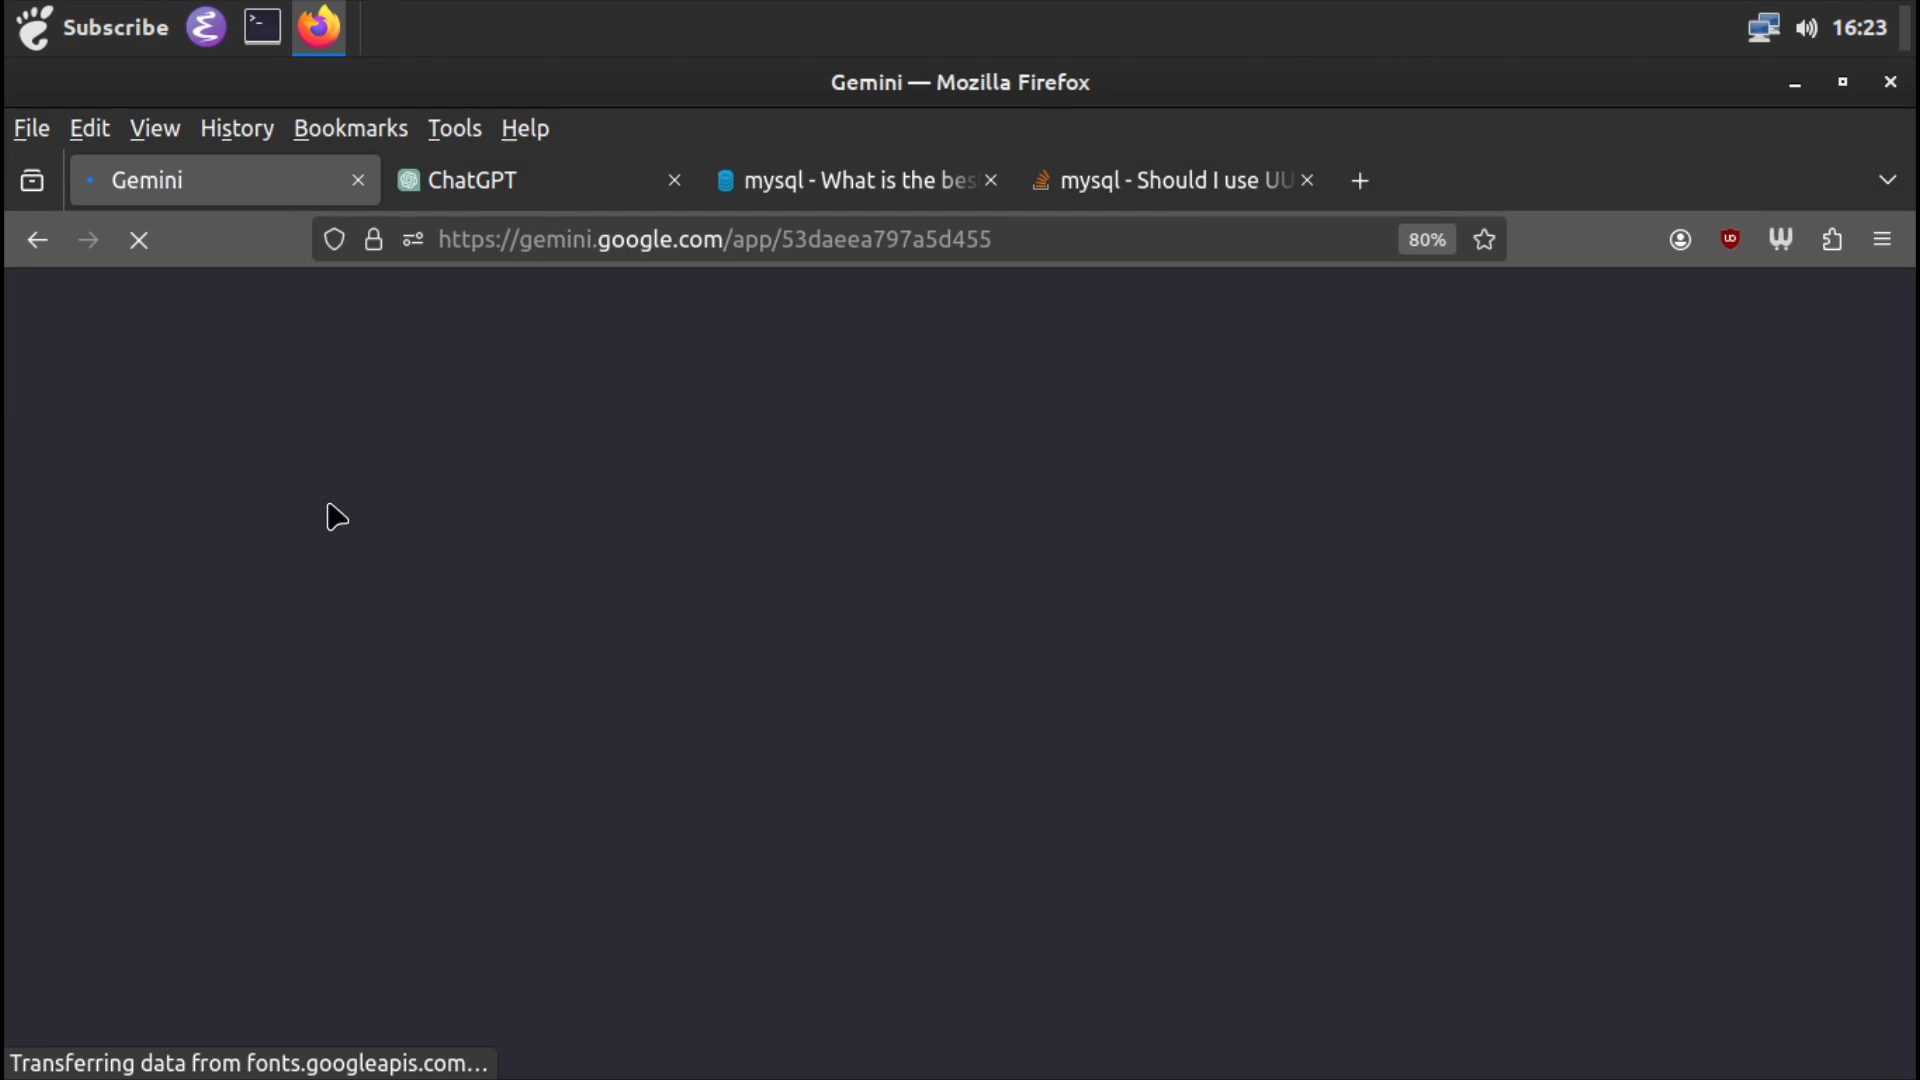 Subscribe
16:23
Gemini — Mozilla Firefox
File Edit View History Bookmarks Tools Help
Gemini
ChatGPT
mysql - What is the bes
mysql - Should I use UU
https://gemini.google.com/app/53daeea797a5d455
80%
Transferring data from fonts.googleapis.com…